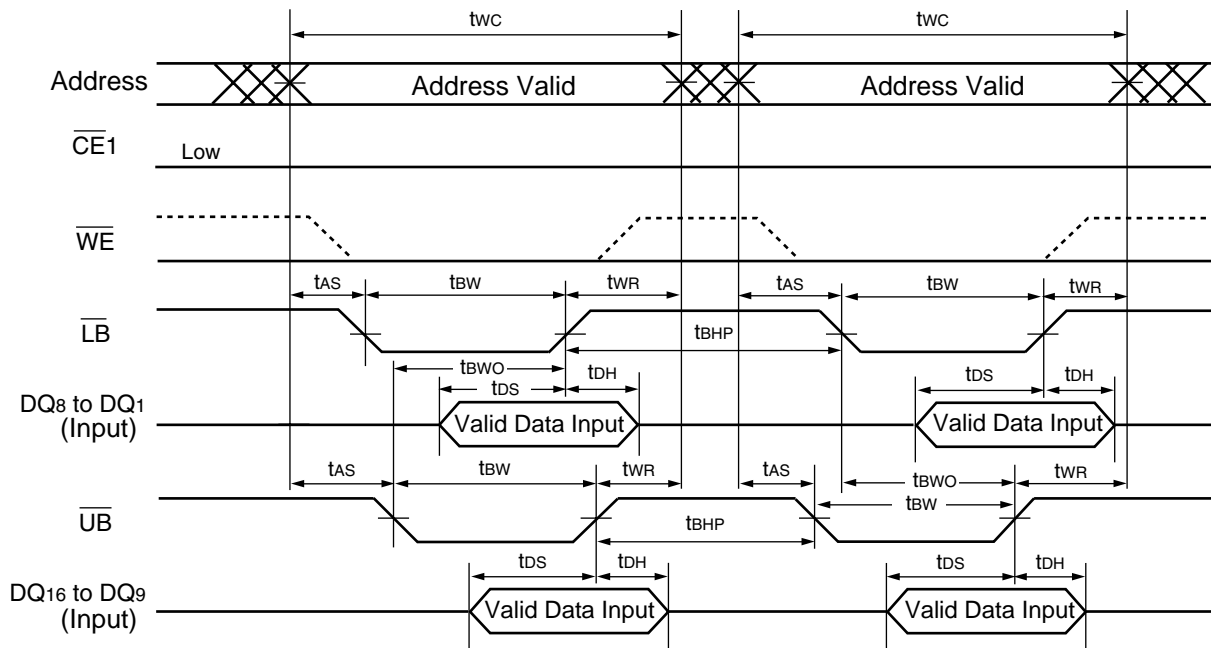 tWC tWC
Address Address Valid Address Valid
CE1 Low
WE
tAS tBW tWR tAS tBW tWR
LB tBHP
tBWO
tDS tDH tDS tDH
DQ8 to DQ1
(Input) Valid Data Input Valid Data Input
tAS tBW tWR tAS tBWO tWR
UB tBHP tBW
tDS tDH tDS tDH
DQ16 to DQ9
(Input) Valid Data Input Valid Data Input